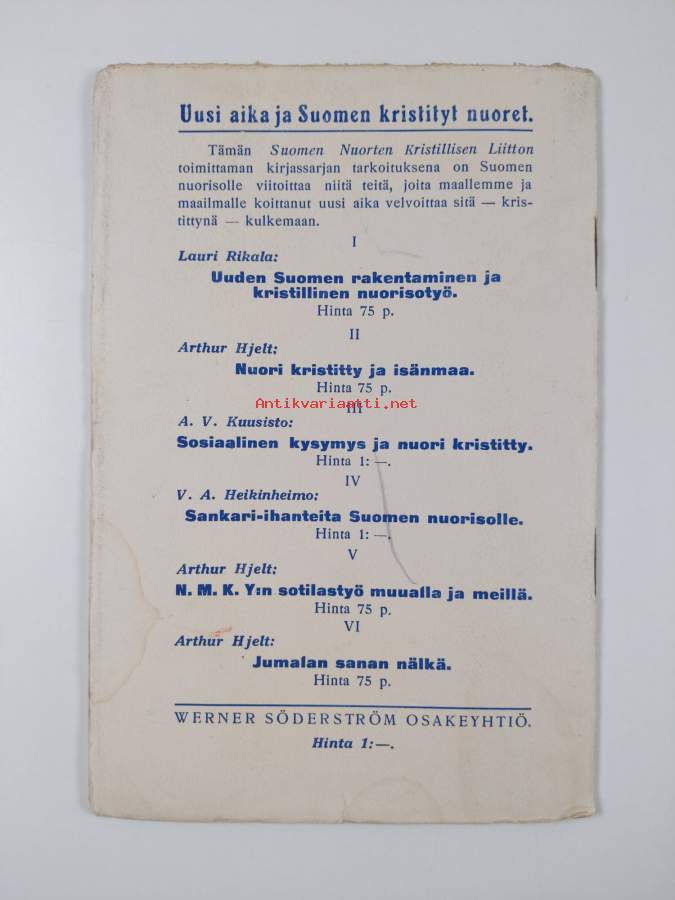 Uusi aika ja Suomen kristityt nuoret.
Tämän Suomen Nuorten Kristillisen Liitton
toimittaman kirjassarjan tarkoituksena on Suomen
nuorisolle viitoittaa niitä teitä, joita maallemme ja
maailmalle koittanut uusi aika velvoittaa sitä — kris-
tittynä — kulkemaan.
I
Lauri Rikala:
Uuden Suomen rakentaminen ja
kristillinen nuorisotyö.
Hinta 75 p.
II
Arthur Hjelt:
Nuori kristitty ja isänmaa.
Hinta 75 p.
Antikvariaatti.net
III
A. V. Kuusisto:
Sosiaalinen kysymys ja nuori kristitty.
Hinta 1: —.
IV
V. A. Heikinheimo:
Sankari-ihanteita Suomen nuorisolle.
Hinta 1: —.
V
Arthur Hjelt:
N. M. K. Y:n sotilastyö muualla ja meillä.
Hinta 75 p.
VI
Arthur Hjelt:
Jumalan sanan nälkä.
Hinta 75 p.
WERNER SÖDERSTRÖM OSAKEYHTIÖ.
Hinta 1:—.